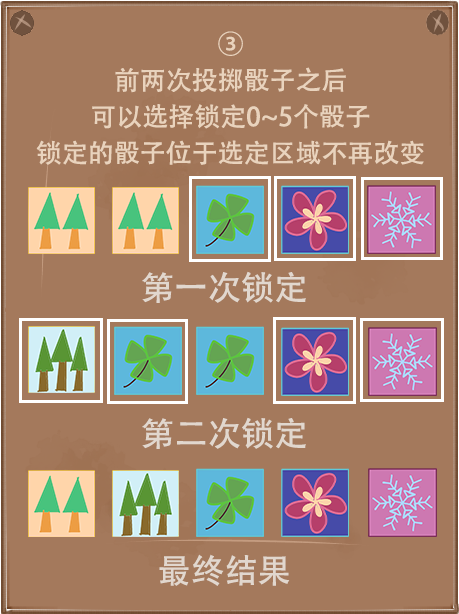 ③
前两次投掷骰子之后
可以选择锁定0~5个骰子
锁定的骰子位于选定区域不再改变
第一次锁定
第二次锁定
最终结果